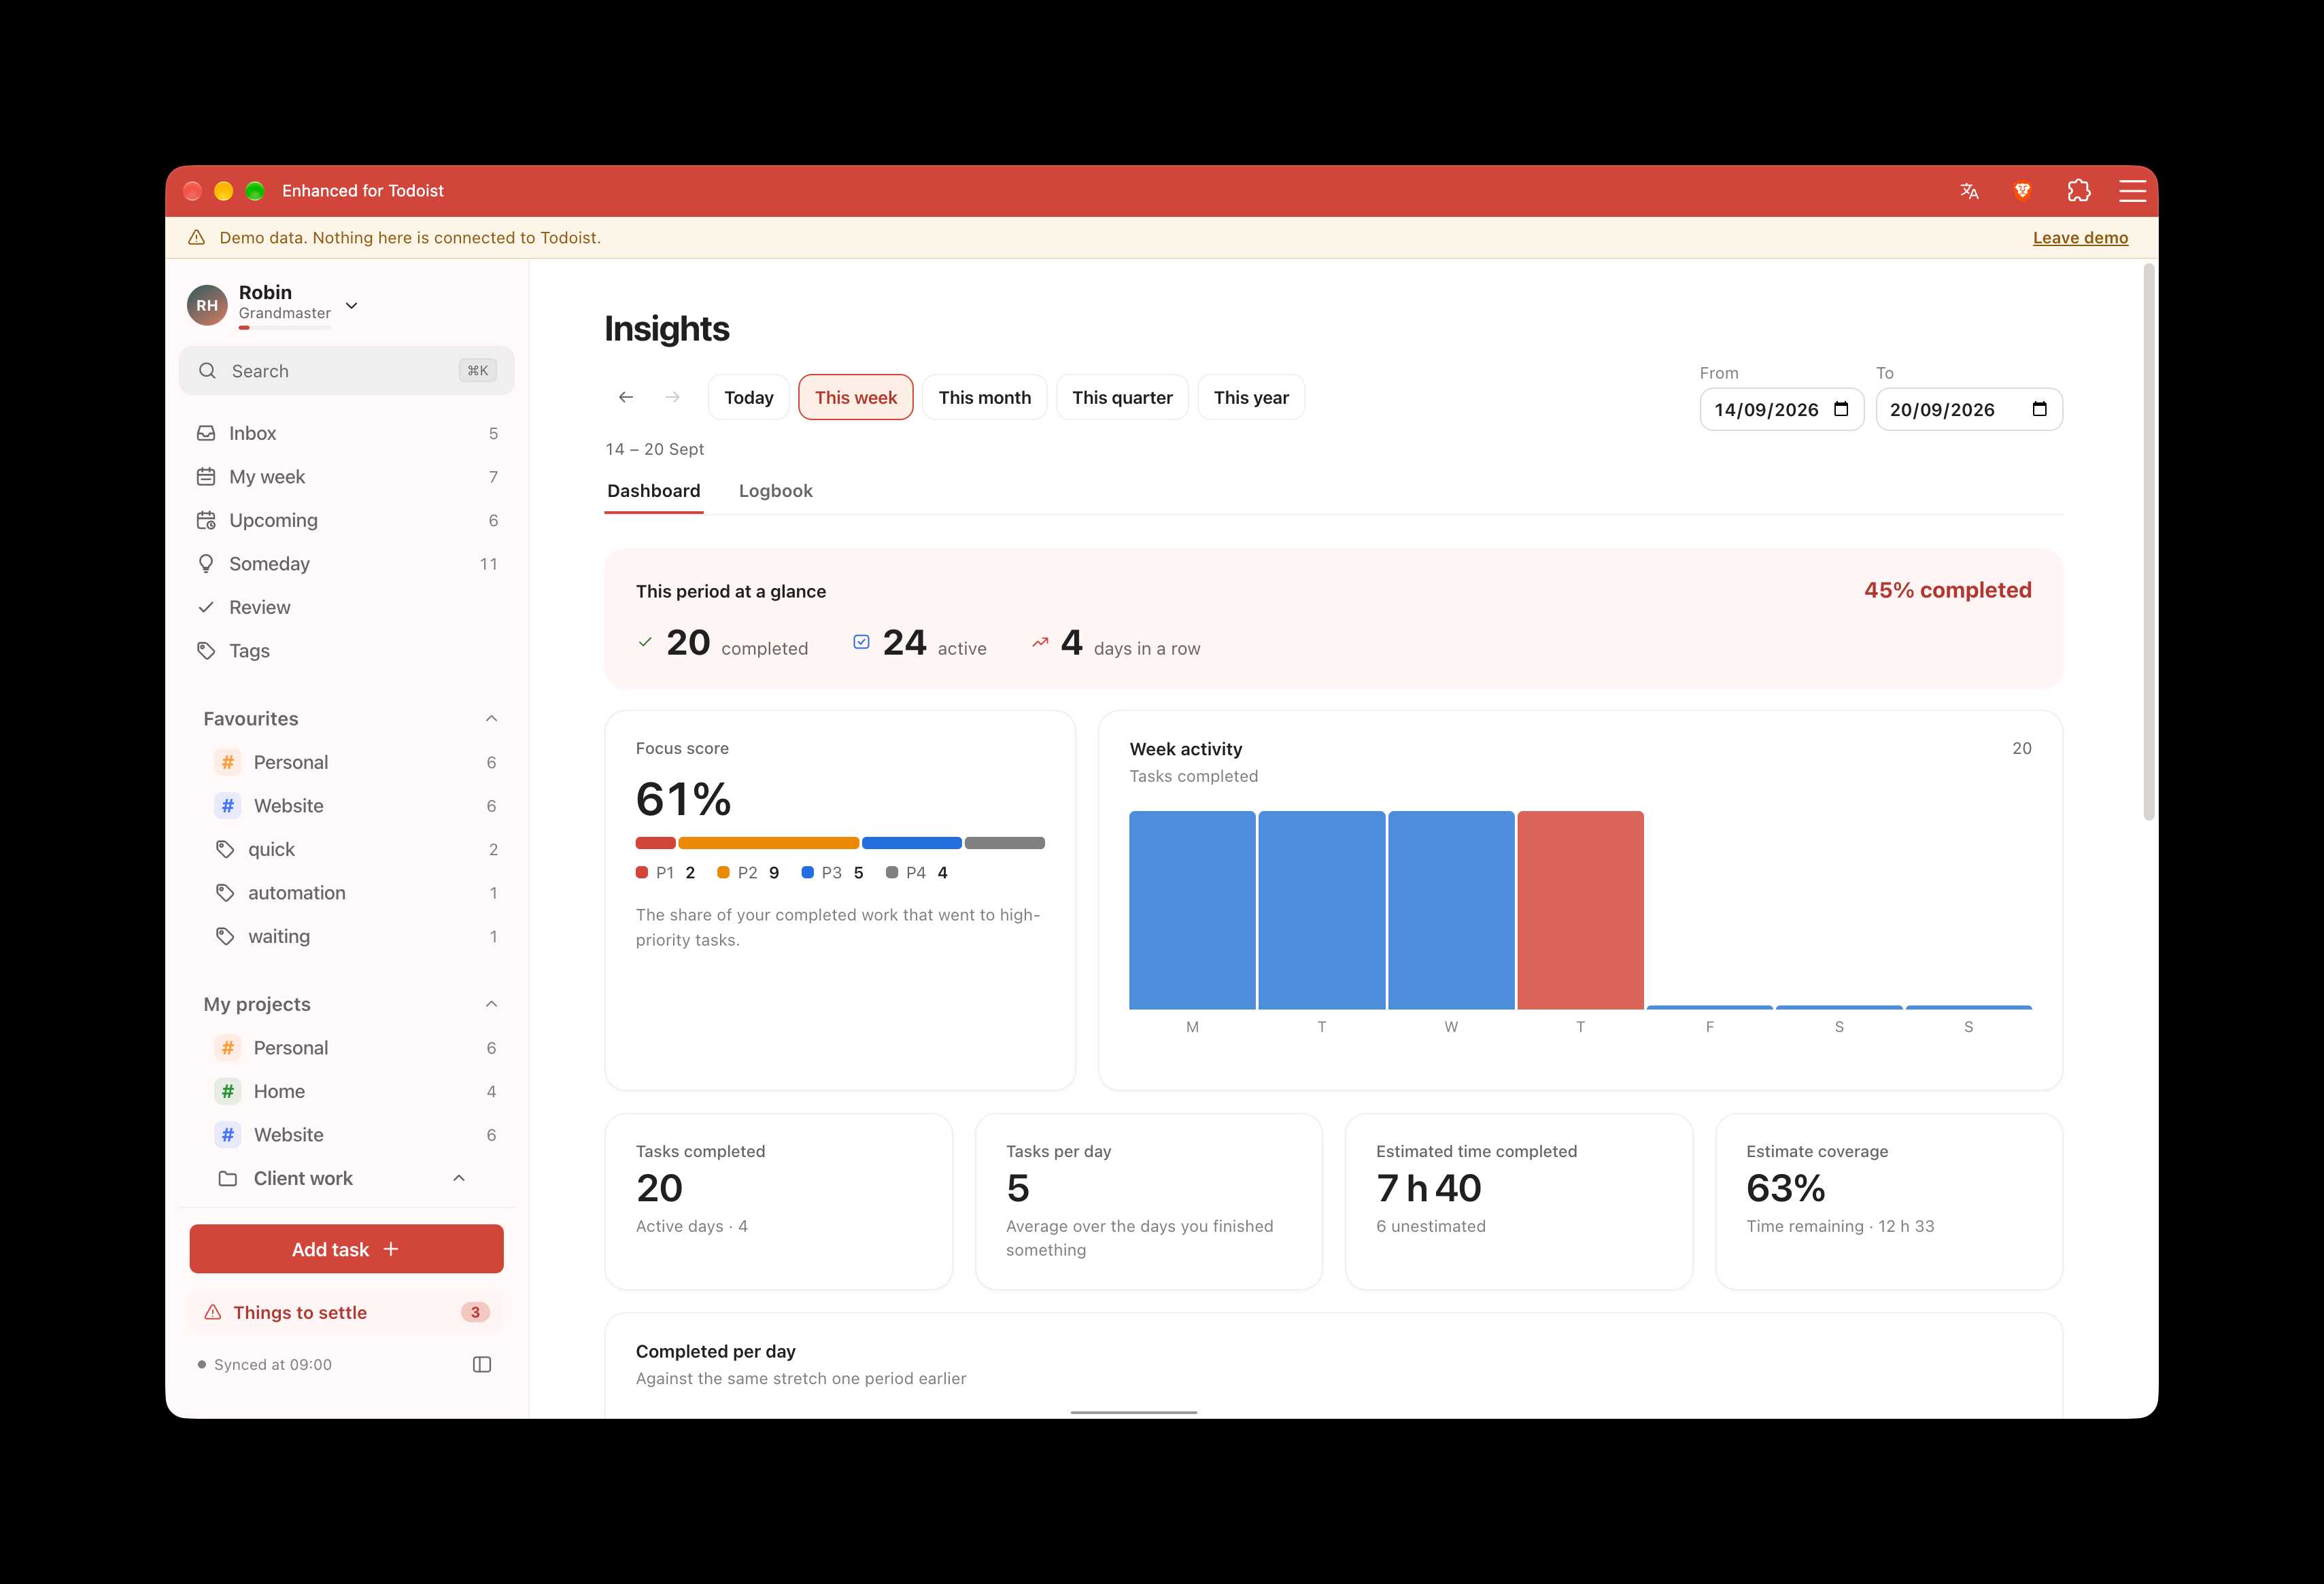 Enhanced for Todoist
Demo data. Nothing here is connected to Todoist.
Leave demo
RH
Robin
Grandmaster
Search
⌘K
Inbox 5
My week 7
Upcoming 6
Someday 11
Review
Tags
Favourites
# Personal 6
# Website 6
quick 2
automation 1
waiting 1
My projects
# Personal 6
# Home 4
# Website 6
Client work
Add task +
Things to settle 3
Synced at 09:00
Insights
Today
This week
This month
This quarter
This year
From
14/09/2026
To
20/09/2026
14 – 20 Sept
Dashboard
Logbook
This period at a glance
45% completed
20 completed
24 active
4 days in a row
Focus score
61%
P1 2 P2 9 P3 5 P4 4
The share of your completed work that went to high-
priority tasks.
Week activity
20
Tasks completed
M T W T F S S
Tasks completed
20
Active days · 4
Tasks per day
5
Average over the days you finished
something
Estimated time completed
7 h 40
6 unestimated
Estimate coverage
63%
Time remaining · 12 h 33
Completed per day
Against the same stretch one period earlier